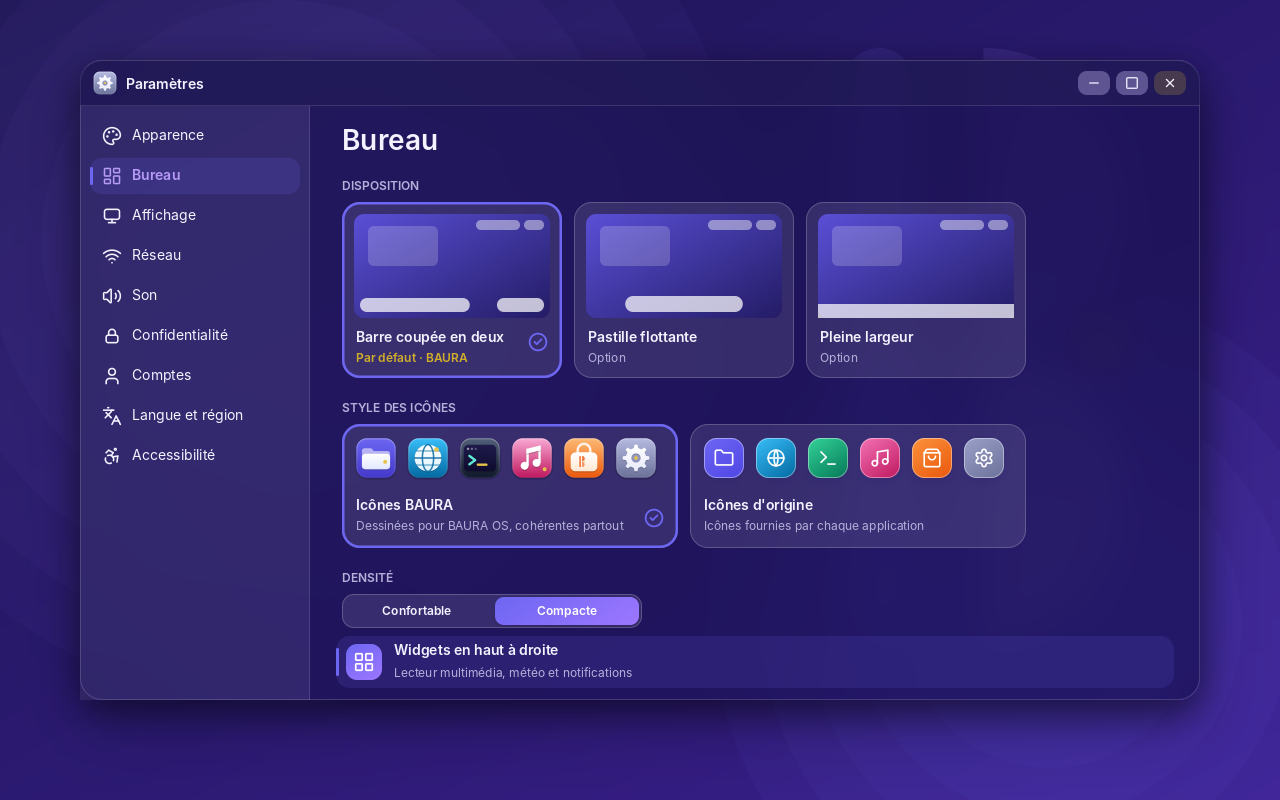 Paramètres
Apparence
Bureau
Affichage
Réseau
Son
Confidentialité
Comptes
Langue et région
Accessibilité
Bureau
DISPOSITION
Barre coupée en deux
Par défaut · BAURA
Pastille flottante
Option
Pleine largeur
Option
STYLE DES ICÔNES
Icônes BAURA
Dessinées pour BAURA OS, cohérentes partout
Icônes d'origine
Icônes fournies par chaque application
DENSITÉ
Confortable
Compacte
Widgets en haut à droite
Lecteur multimédia, météo et notifications